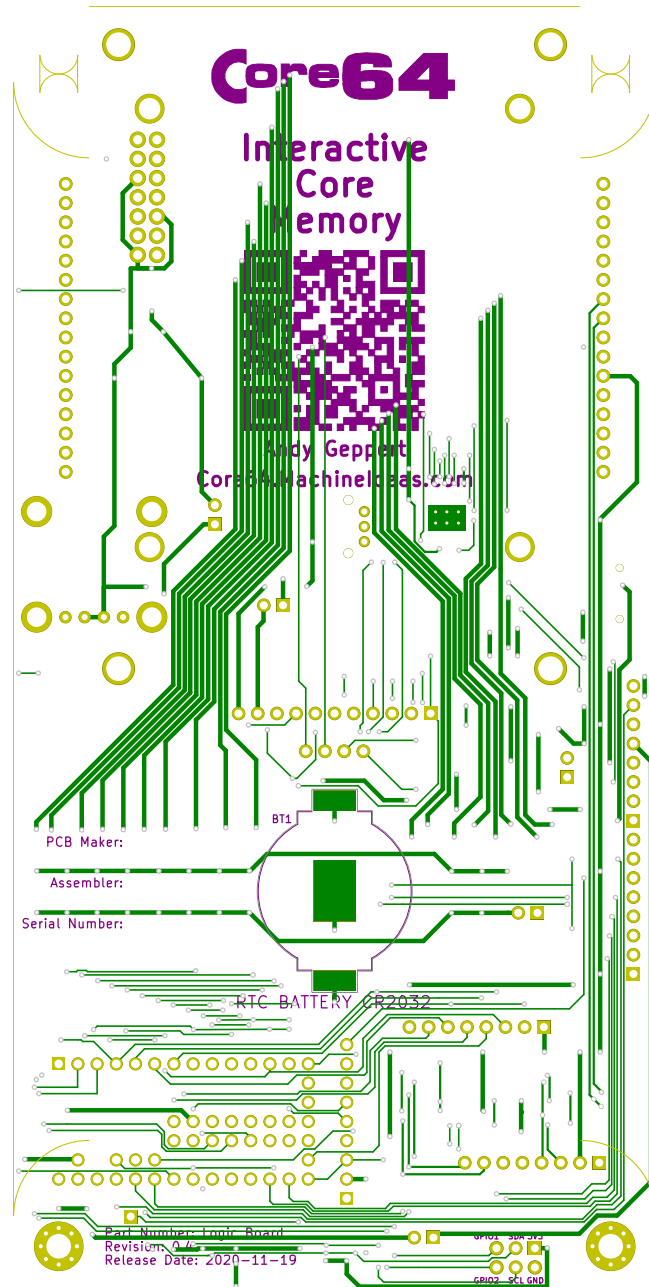 Core64
Interactive
Core
Memory
Andy Geppert
Core64.MachineIdeas.com
BT1
PCB Maker:
Assembler:
Serial Number:
RTC BATTERY CR2032
Part Number: Logic Board
Revision: 0.4
Release Date: 2020-11-19
GPIO1 SDA 3V3
GPIO2 SCL GND